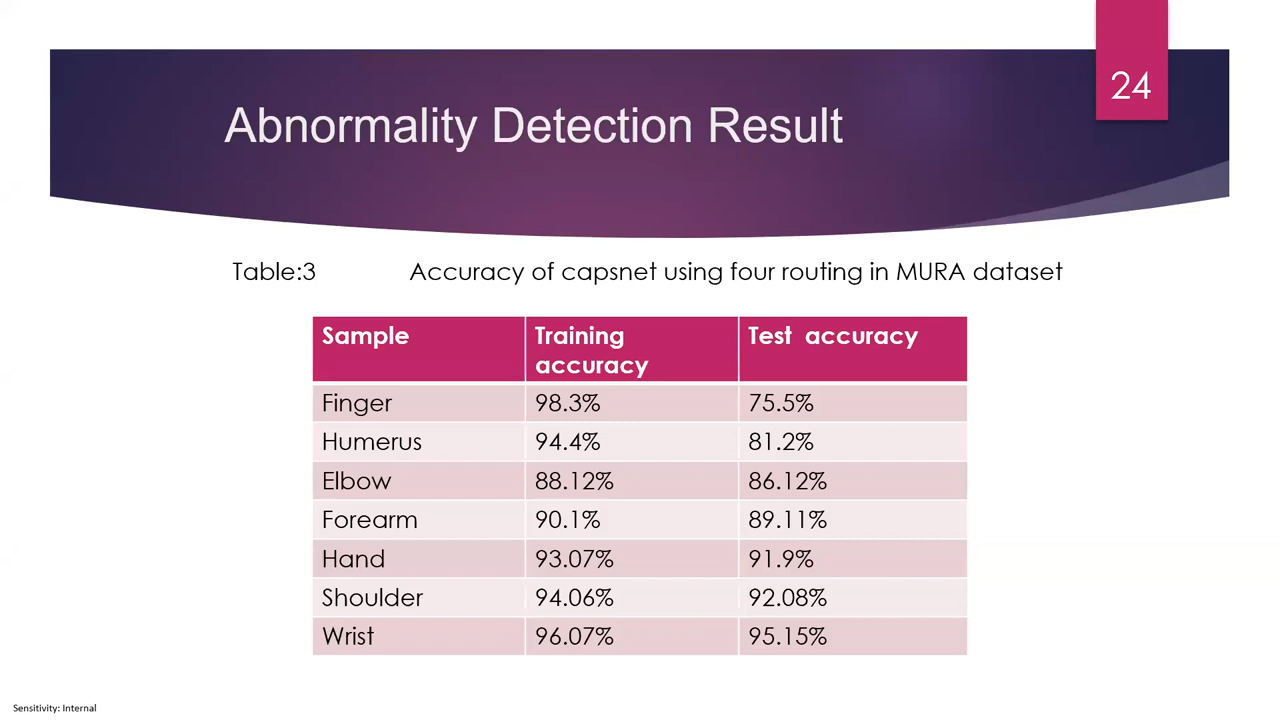 24
Abnormality Detection Result
Table:3 Accuracy of capsnet using four routing in MURA dataset
Sample Training accuracy Test accuracy
Finger 98.3% 75.5%
Humerus 94.4% 81.2%
Elbow 88.12% 86.12%
Forearm 90.1% 89.11%
Hand 93.07% 91.9%
Shoulder 94.06% 92.08%
Wrist 96.07% 95.15%
Sensitivity: Internal